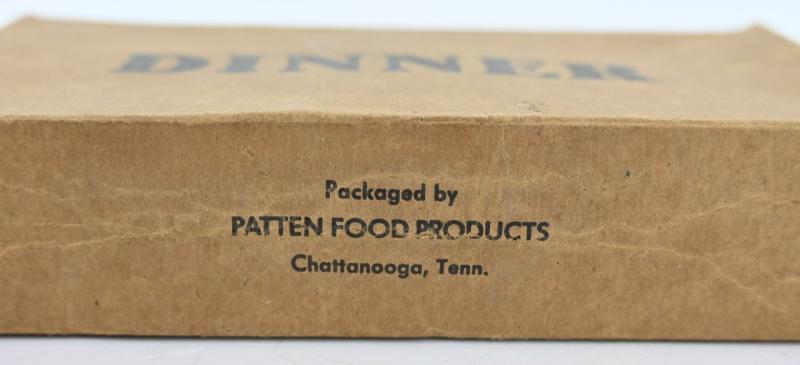 DINNER
Packaged by
PATTEN FOOD PRODUCTS
Chattanooga, Tenn.